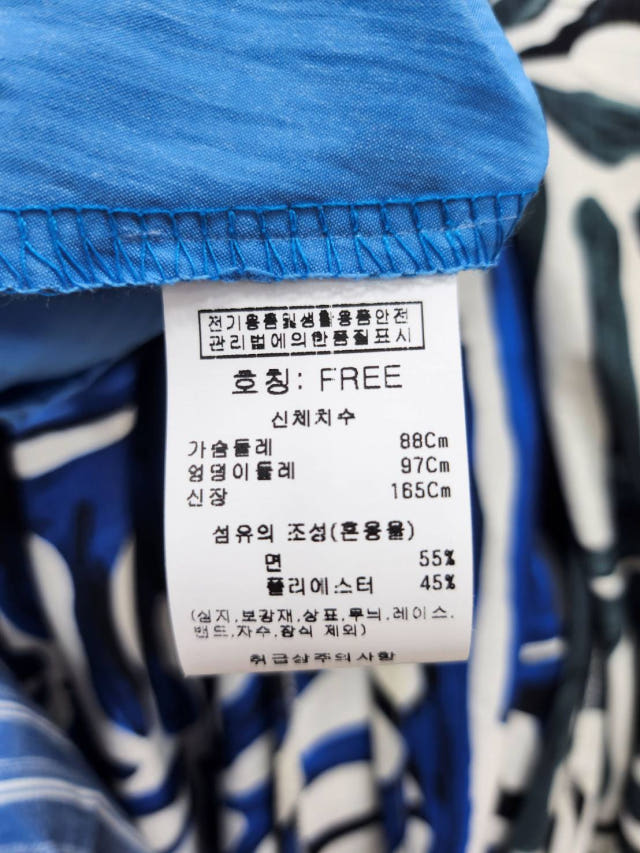 전기용품및생활용품안전
관리법에의한품질표시
호칭: FREE
신체치수
가슴둘레 88Cm
엉덩이둘레 97Cm
신장 165Cm
섬유의 조성(혼용율)
면 55%
폴리에스터 45%
(심지,보강재,상표,무늬,레이스,
밴드,자수,장식 제외)
취급상주의사항